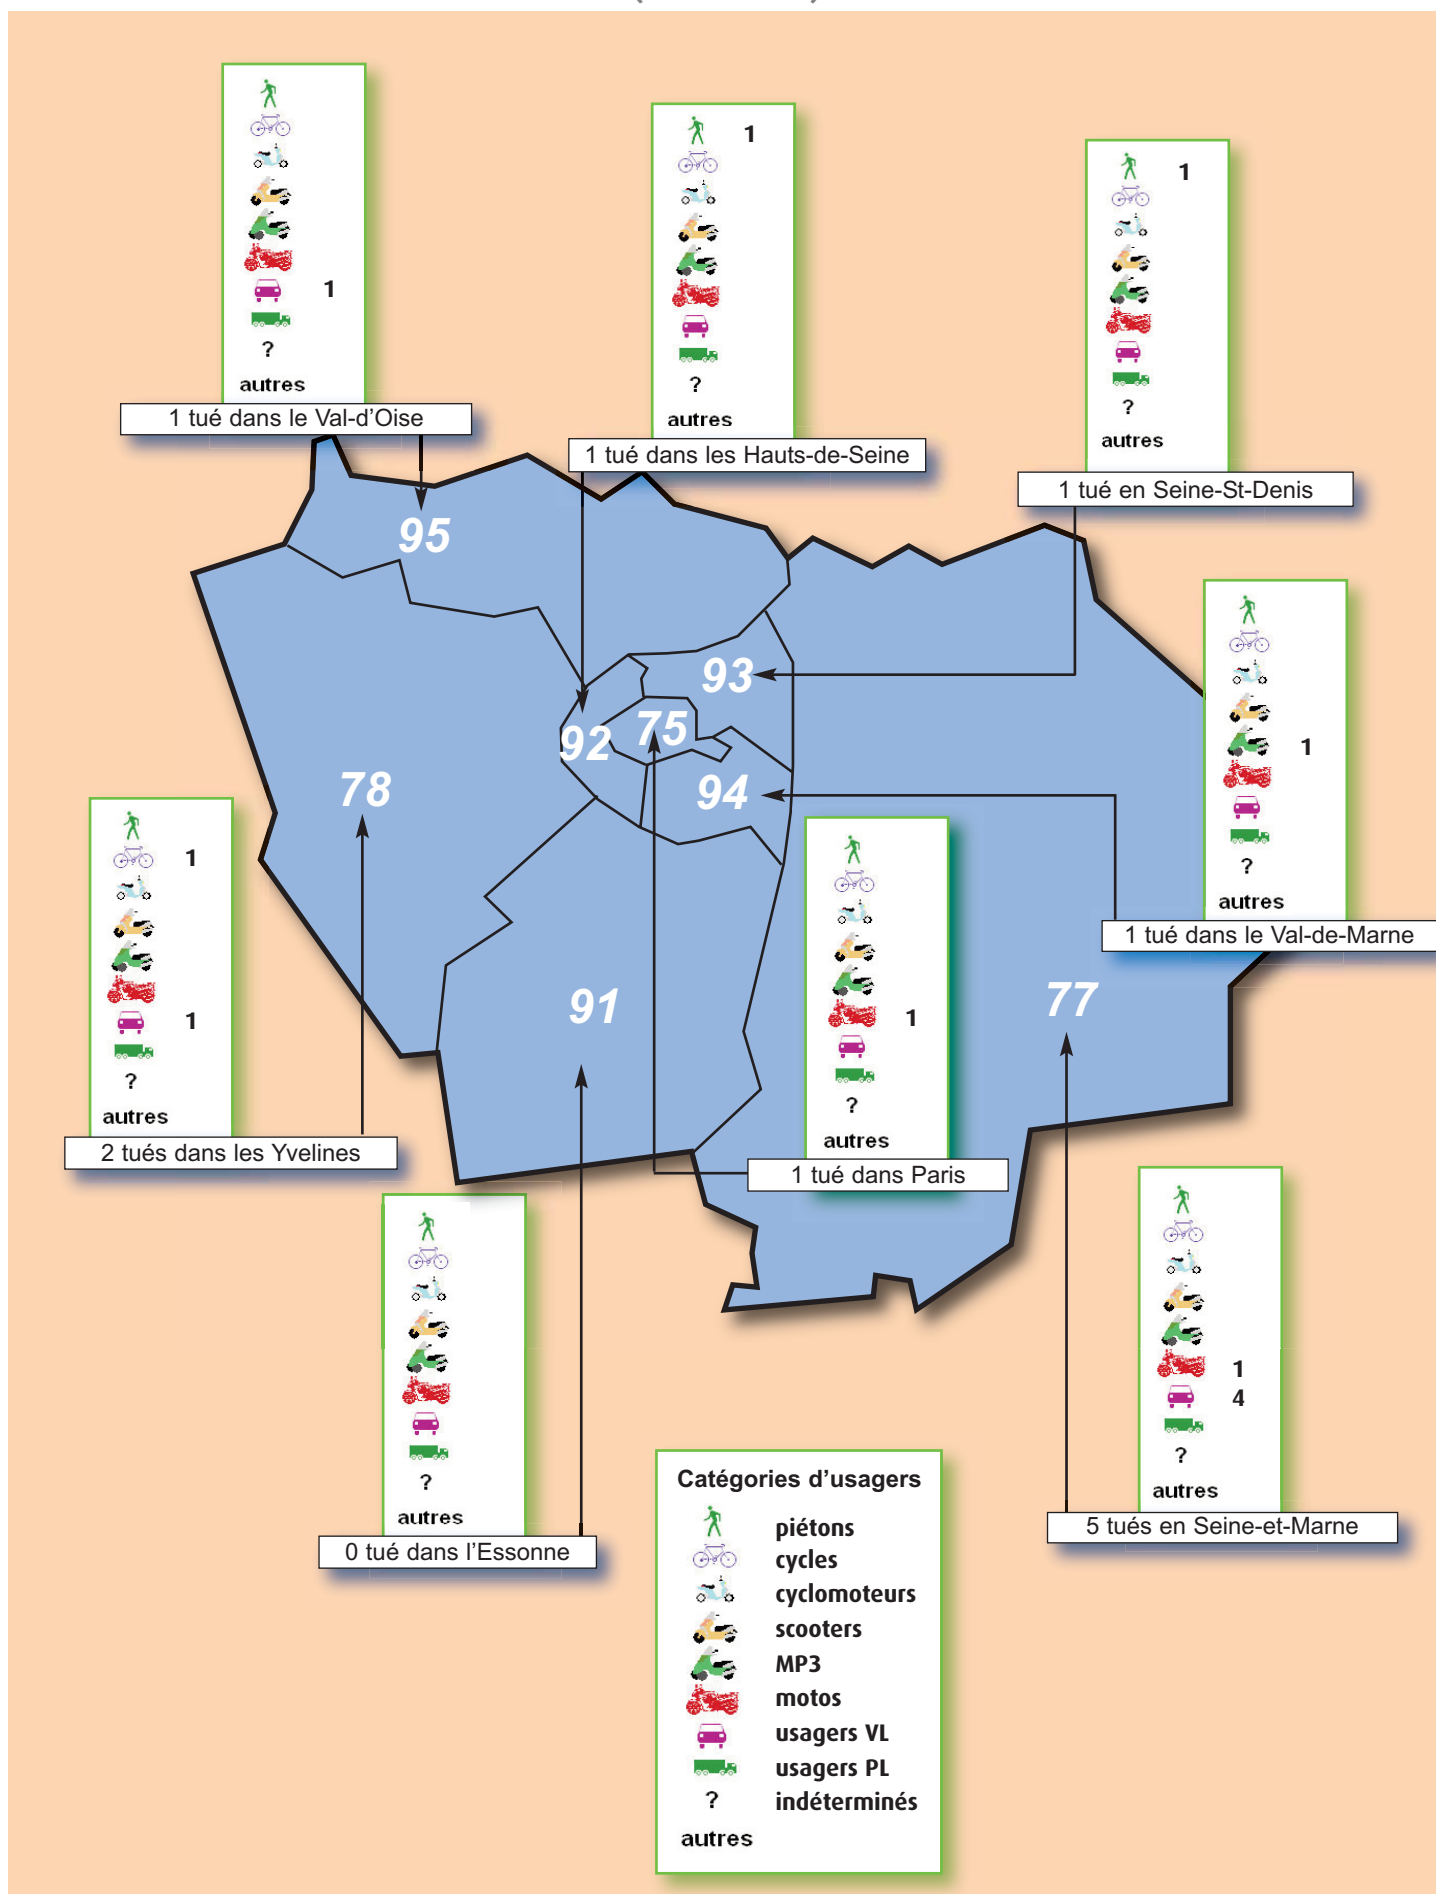 ?
autres
1
1 tué dans le Val-d'Oise
1
?
autres
1 tué dans les Hauts-de-Seine
1
?
autres
1 tué en Seine-St-Denis
95
93
92
75
78
94
91
77
1
?
autres
1 tué dans le Val-de-Marne
1
1
?
autres
2 tués dans les Yvelines
1
?
autres
1 tué dans Paris
?
autres
0 tué dans l'Essonne
1
4
?
autres
5 tués en Seine-et-Marne
Catégories d'usagers
piétons
cycles
cyclomoteurs
scooters
MP3
motos
usagers VL
usagers PL
? indéterminés
autres